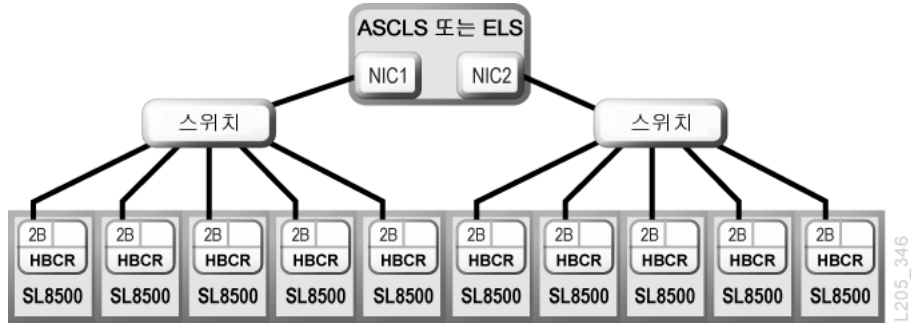 ASCLS 또는 ELS
NIC1 NIC2
스위치 스위치
2B 2B 2B 2B 2B 2B 2B 2B 2B 2B
HBCR HBCR HBCR HBCR HBCR HBCR HBCR HBCR HBCR HBCR
SL8500 SL8500 SL8500 SL8500 SL8500 SL8500 SL8500 SL8500 SL8500 SL8500
L205_346